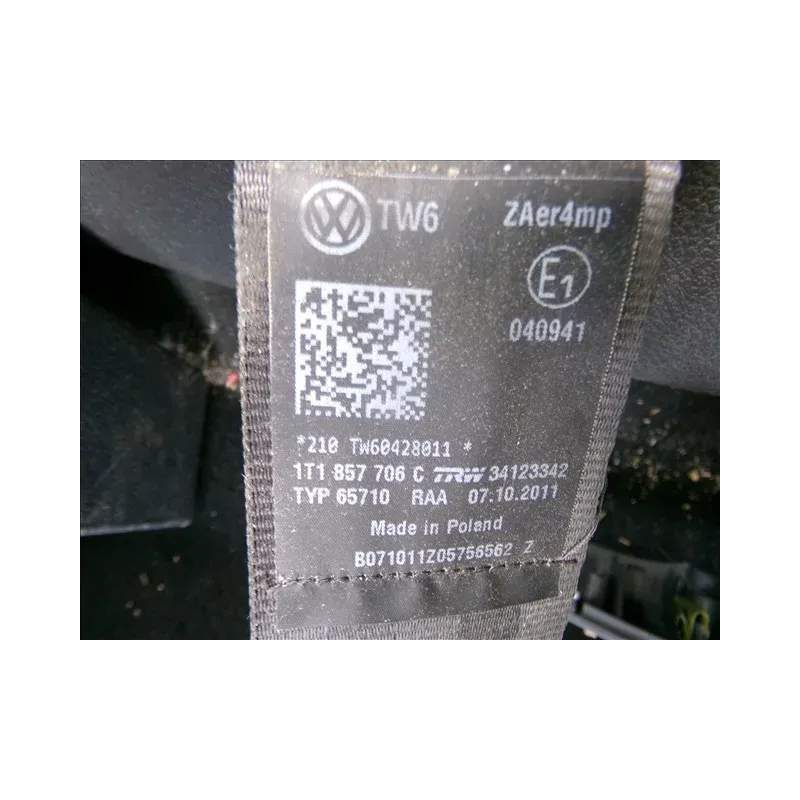 VW TW6 ZAer4mp
E1
040941
*210 TW60428011 *
1T1 857 706 C TRW 34123342
TYP 65710 RAA 07.10.2011
Made in Poland
B071011Z05756562 Z